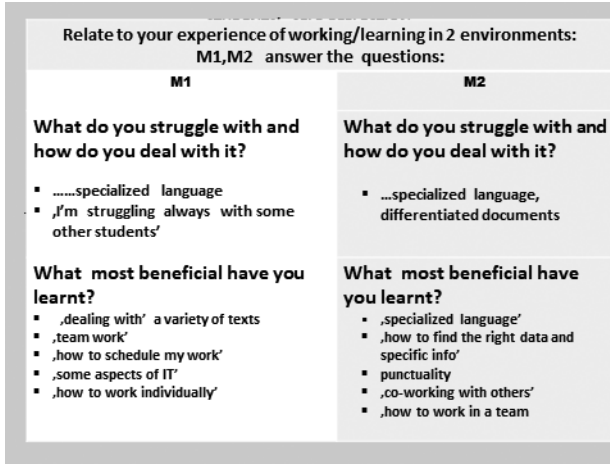 Relate to your experience of working/learning in 2 environments:
M1,M2 answer the questions:
M1
M2
What do you struggle with and
how do you deal with it?
▪ ......specialized language
▪ ‚I'm struggling always with some
other students'
What do you struggle with and
how do you deal with it?
▪ ...specialized language,
differentiated documents
What most beneficial have you
learnt?
▪ ‚dealing with' a variety of texts
▪ ‚team work'
▪ ‚how to schedule my work'
▪ ‚some aspects of IT'
▪ ‚how to work individually'
What most beneficial have
you learnt?
▪ ‚specialized language'
▪ ‚how to find the right data and
specific info'
▪ punctuality
▪ ‚co-working with others'
▪ ‚how to work in a team